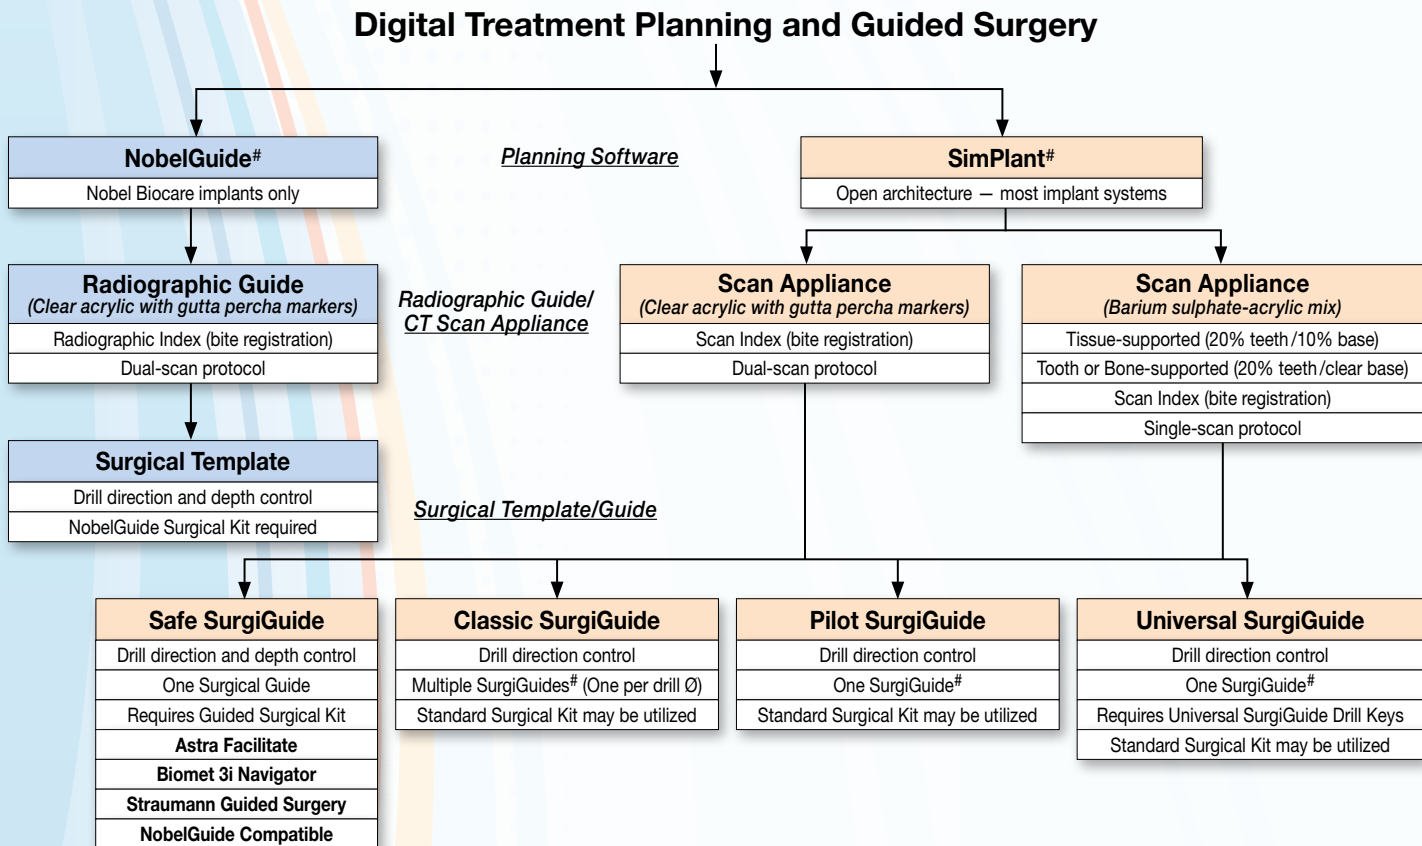 Digital Treatment Planning and Guided Surgery
NobelGuide#
Nobel Biocare implants only
Planning Software
SimPlant#
Open architecture — most implant systems
Radiographic Guide
(Clear acrylic with gutta percha markers)
Radiographic Index (bite registration)
Dual-scan protocol
Radiographic Guide/
CT Scan Appliance
Scan Appliance
(Clear acrylic with gutta percha markers)
Scan Index (bite registration)
Dual-scan protocol
Scan Appliance
(Barium sulphate-acrylic mix)
Tissue-supported (20% teeth/10% base)
Tooth or Bone-supported (20% teeth/clear base)
Scan Index (bite registration)
Single-scan protocol
Surgical Template
Drill direction and depth control
NobelGuide Surgical Kit required
Surgical Template/Guide
Safe SurgiGuide
Drill direction and depth control
One Surgical Guide
Requires Guided Surgical Kit
Astra Facilitate
Biomet 3i Navigator
Straumann Guided Surgery
NobelGuide Compatible
Classic SurgiGuide
Drill direction control
Multiple SurgiGuides# (One per drill Ø)
Standard Surgical Kit may be utilized
Pilot SurgiGuide
Drill direction control
One SurgiGuide#
Standard Surgical Kit may be utilized
Universal SurgiGuide
Drill direction control
One SurgiGuide#
Requires Universal SurgiGuide Drill Keys
Standard Surgical Kit may be utilized